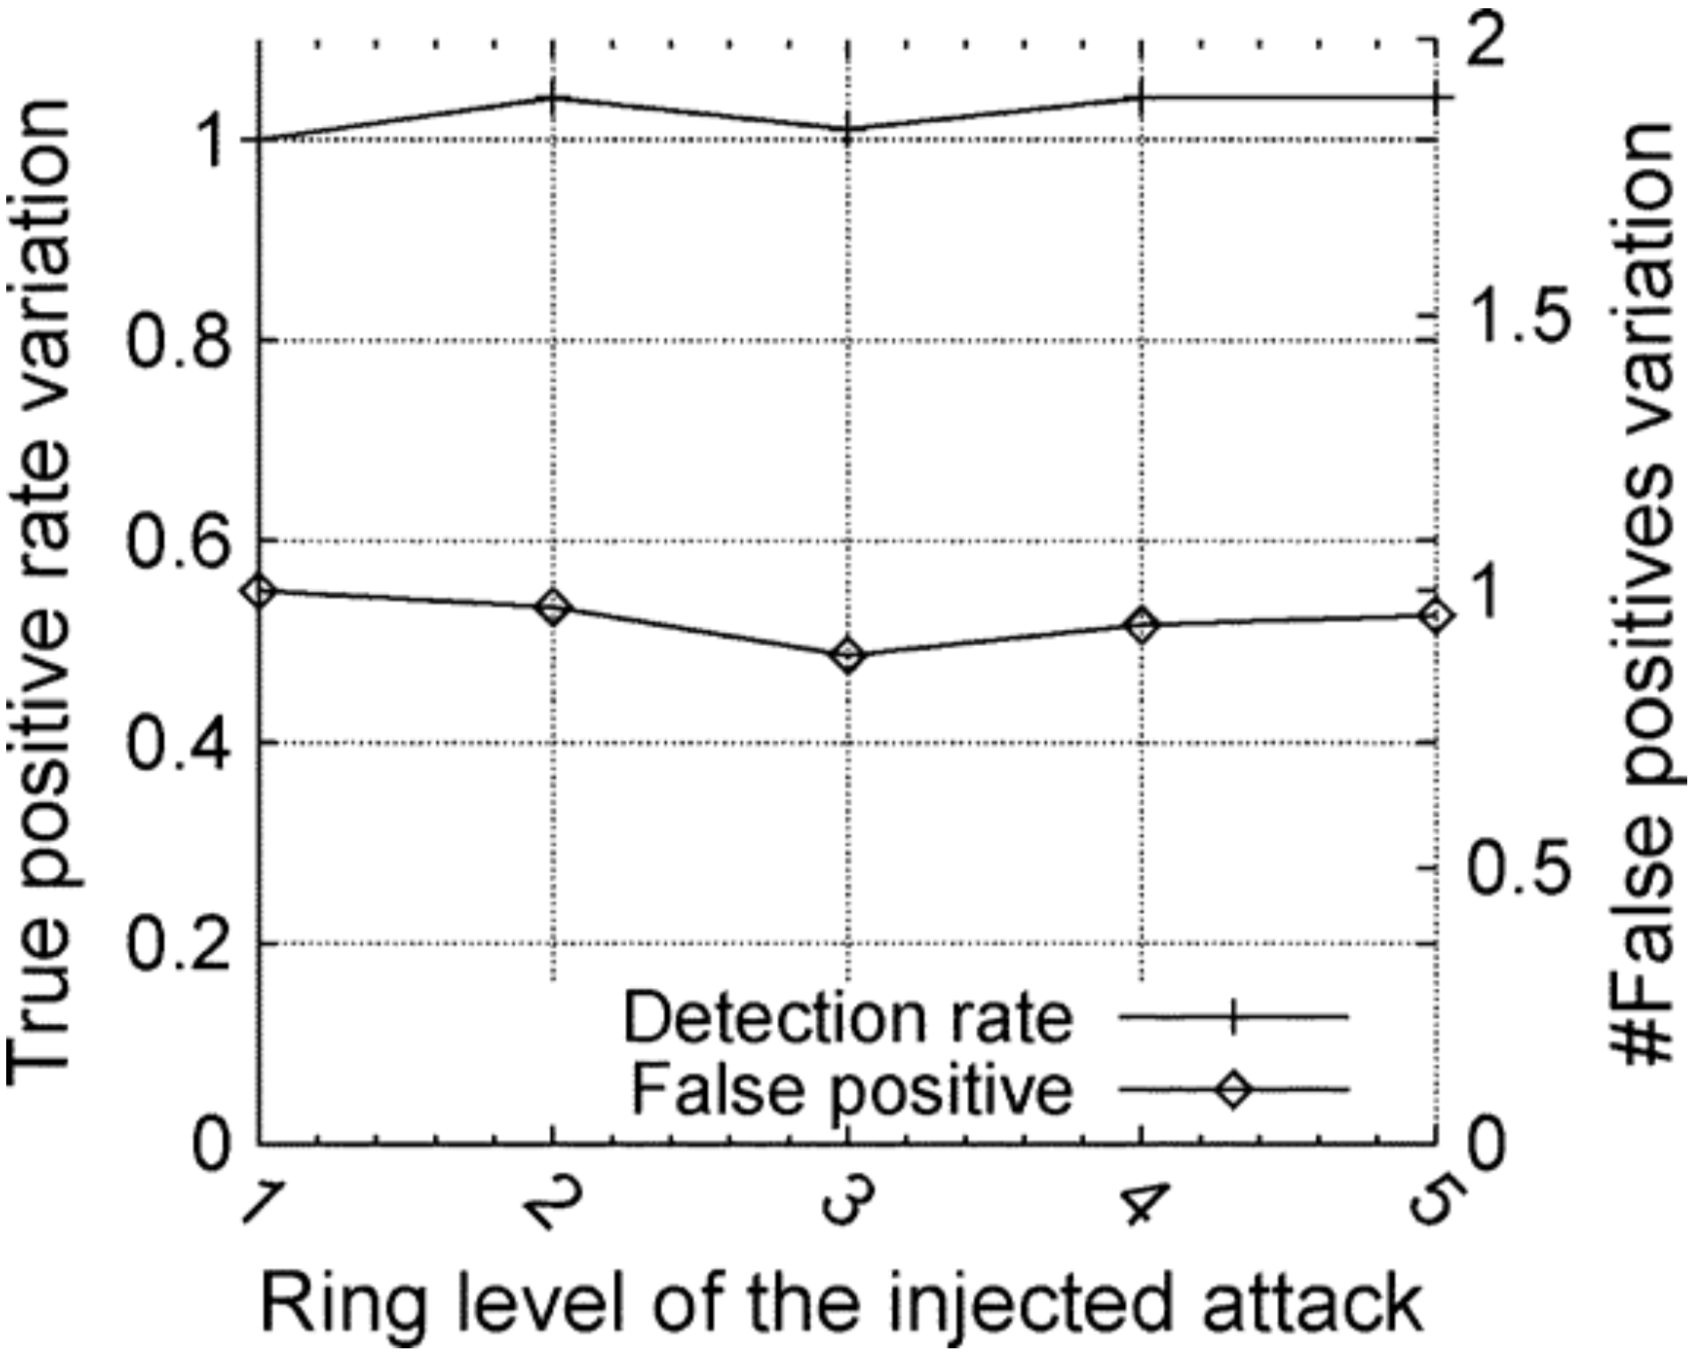 True positive rate variation
1
0.8
0.6
0.4
0.2
0
2
1.5
1
0.5
0
#False positives variation
Detection rate
False positive
1 2 3 4 5
Ring level of the injected attack